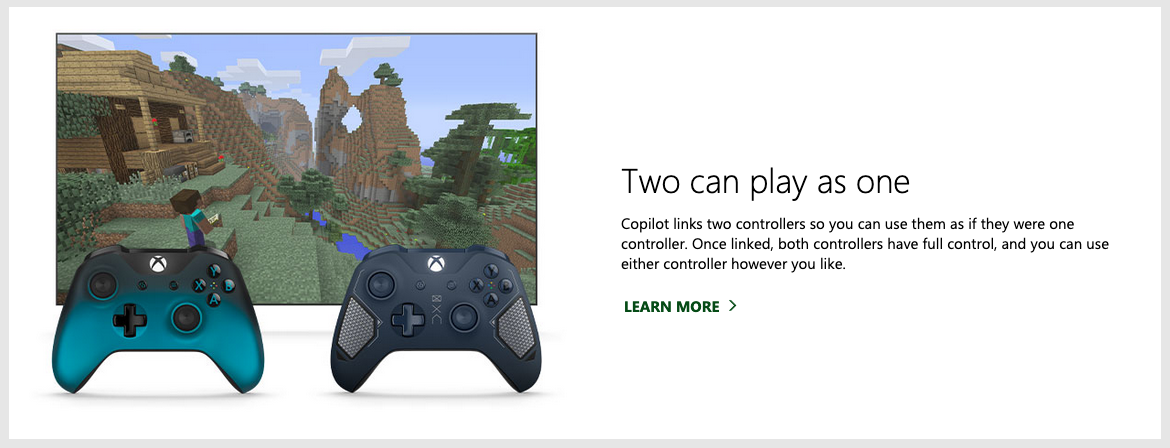 Two can play as one
Copilot links two controllers so you can use them as if they were one
controller. Once linked, both controllers have full control, and you can use
either controller however you like.
LEARN MORE
Y
X B
A
Y
X B
A